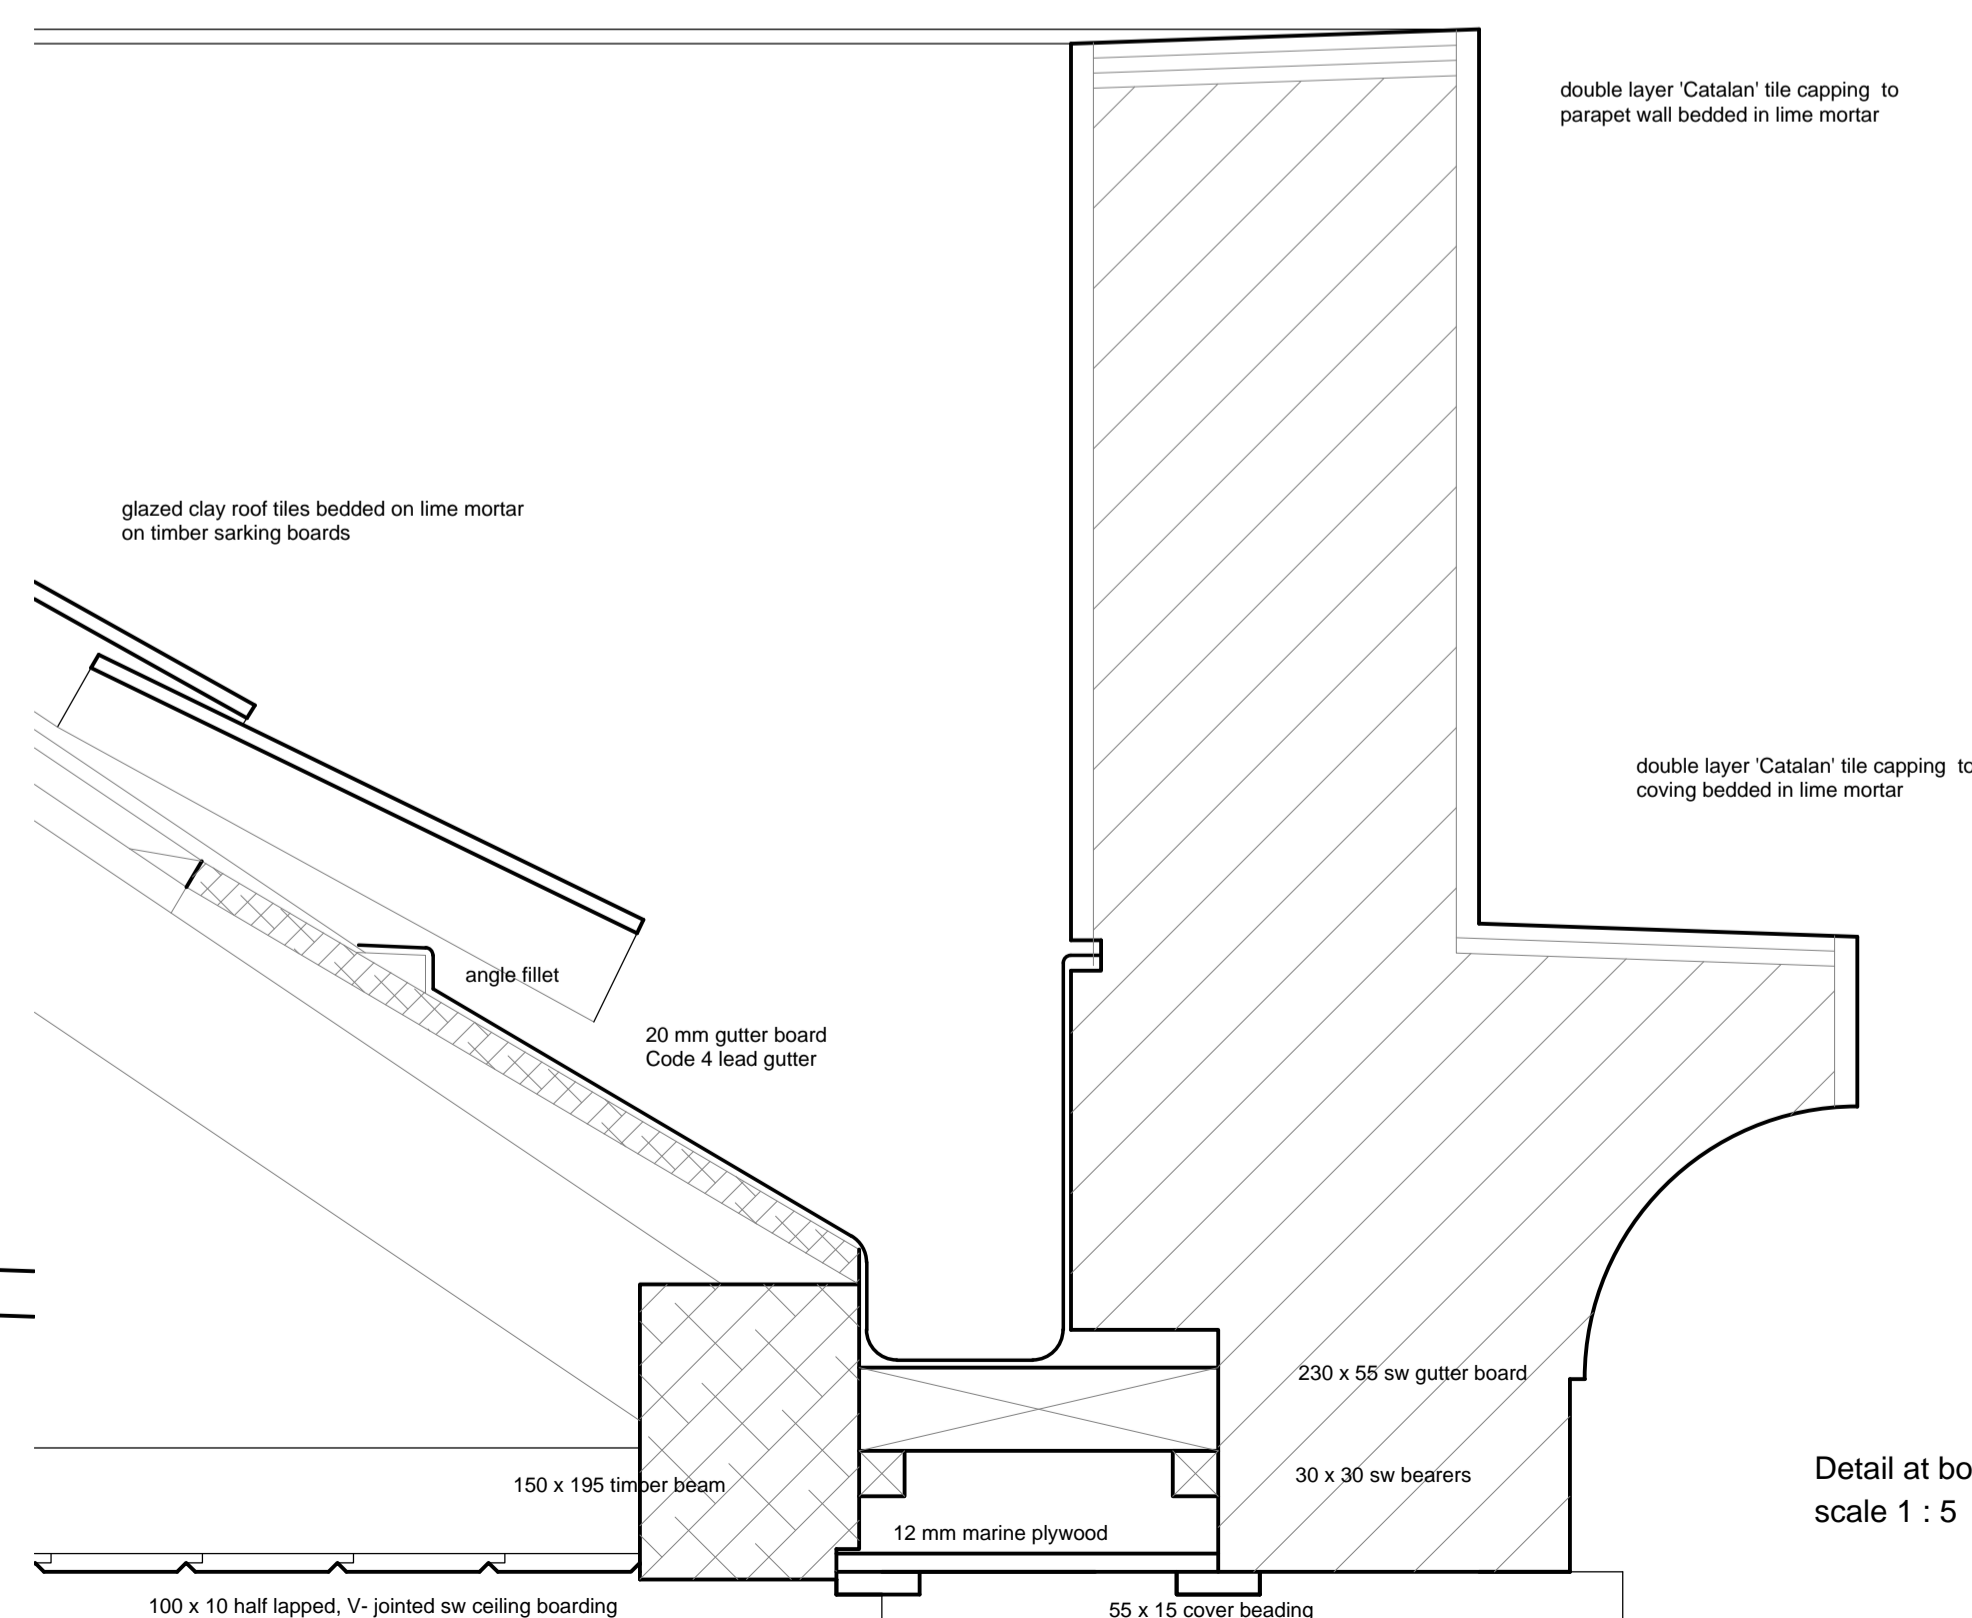 double layer 'Catalan' tile capping to
parapet wall bedded in lime mortar
glazed clay roof tiles bedded on lime mortar
on timber sarking boards
double layer 'Catalan' tile capping to
coving bedded in lime mortar
angle fillet
20 mm gutter board
Code 4 lead gutter
230 x 55 sw gutter board
30 x 30 sw bearers
150 x 195 timber beam
12 mm marine plywood
Detail at bo
scale 1 : 5
100 x 10 half lapped, V- jointed sw ceiling boarding
55 x 15 cover beading